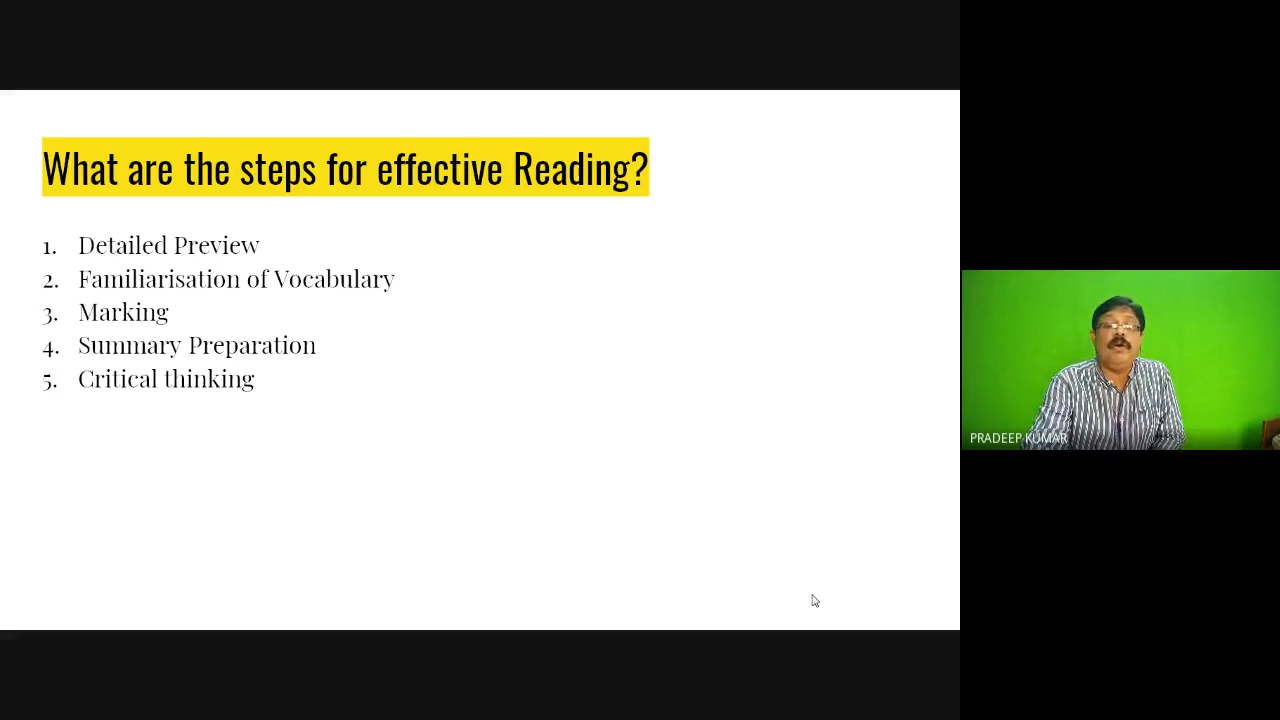 What are the steps for effective Reading?
1. Detailed Preview
2. Familiarisation of Vocabulary
3. Marking
4. Summary Preparation
5. Critical thinking
PRADEEP KUMAR